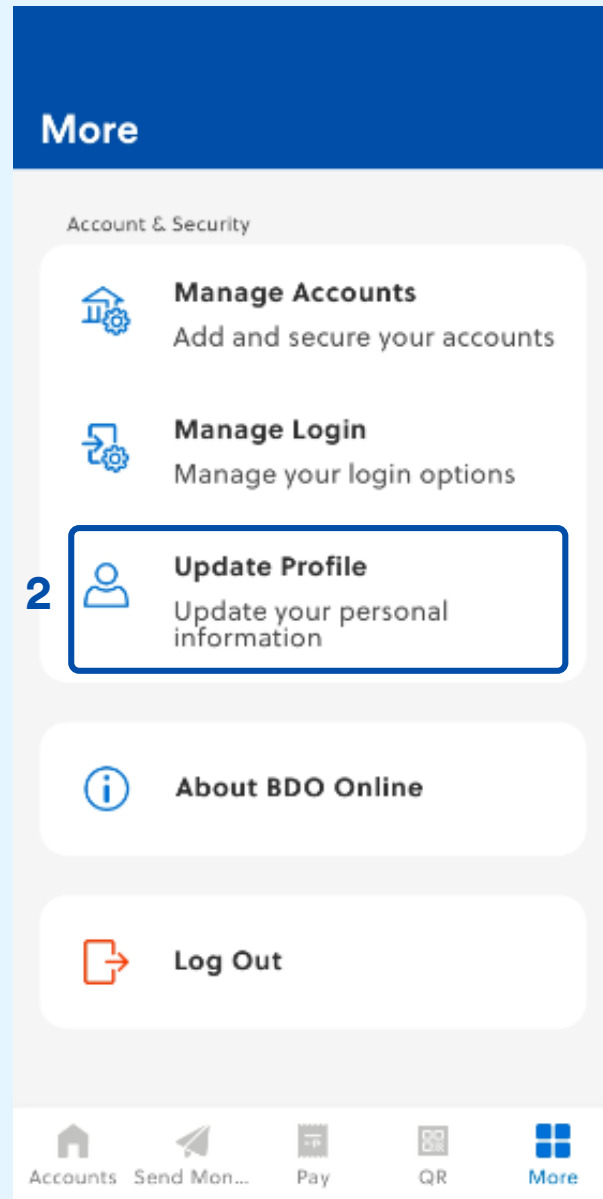 More
Account & Security
Manage Accounts
Add and secure your accounts
Manage Login
Manage your login options
2
Update Profile
Update your personal
information
About BDO Online
Log Out
Accounts Send Mon... Pay QR More